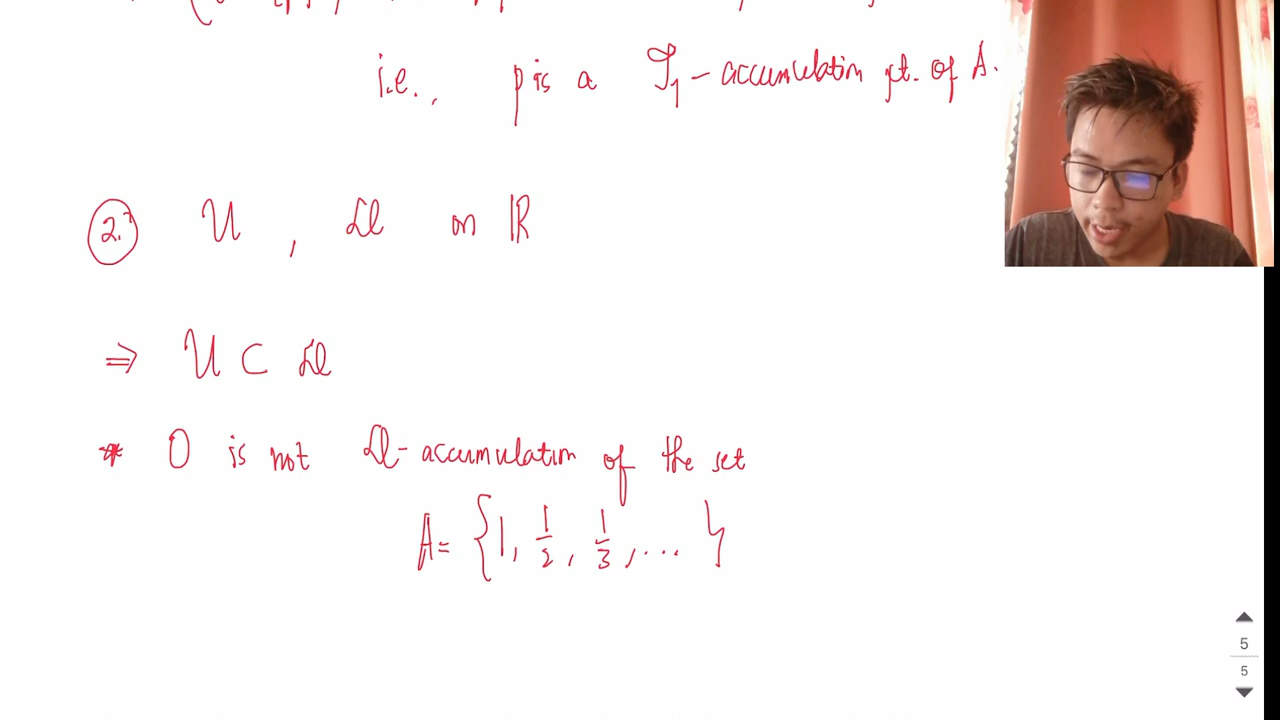 i.e., p is a 𝒯₁-accumulation pt. of A.
2. 𝒰 , 𝒟 on ℝ
⇒ 𝒰 ⊂ 𝒟
* 0 is not 𝒟-accumulation of the set
A = {1, 1/2, 1/3, ... }
5
5